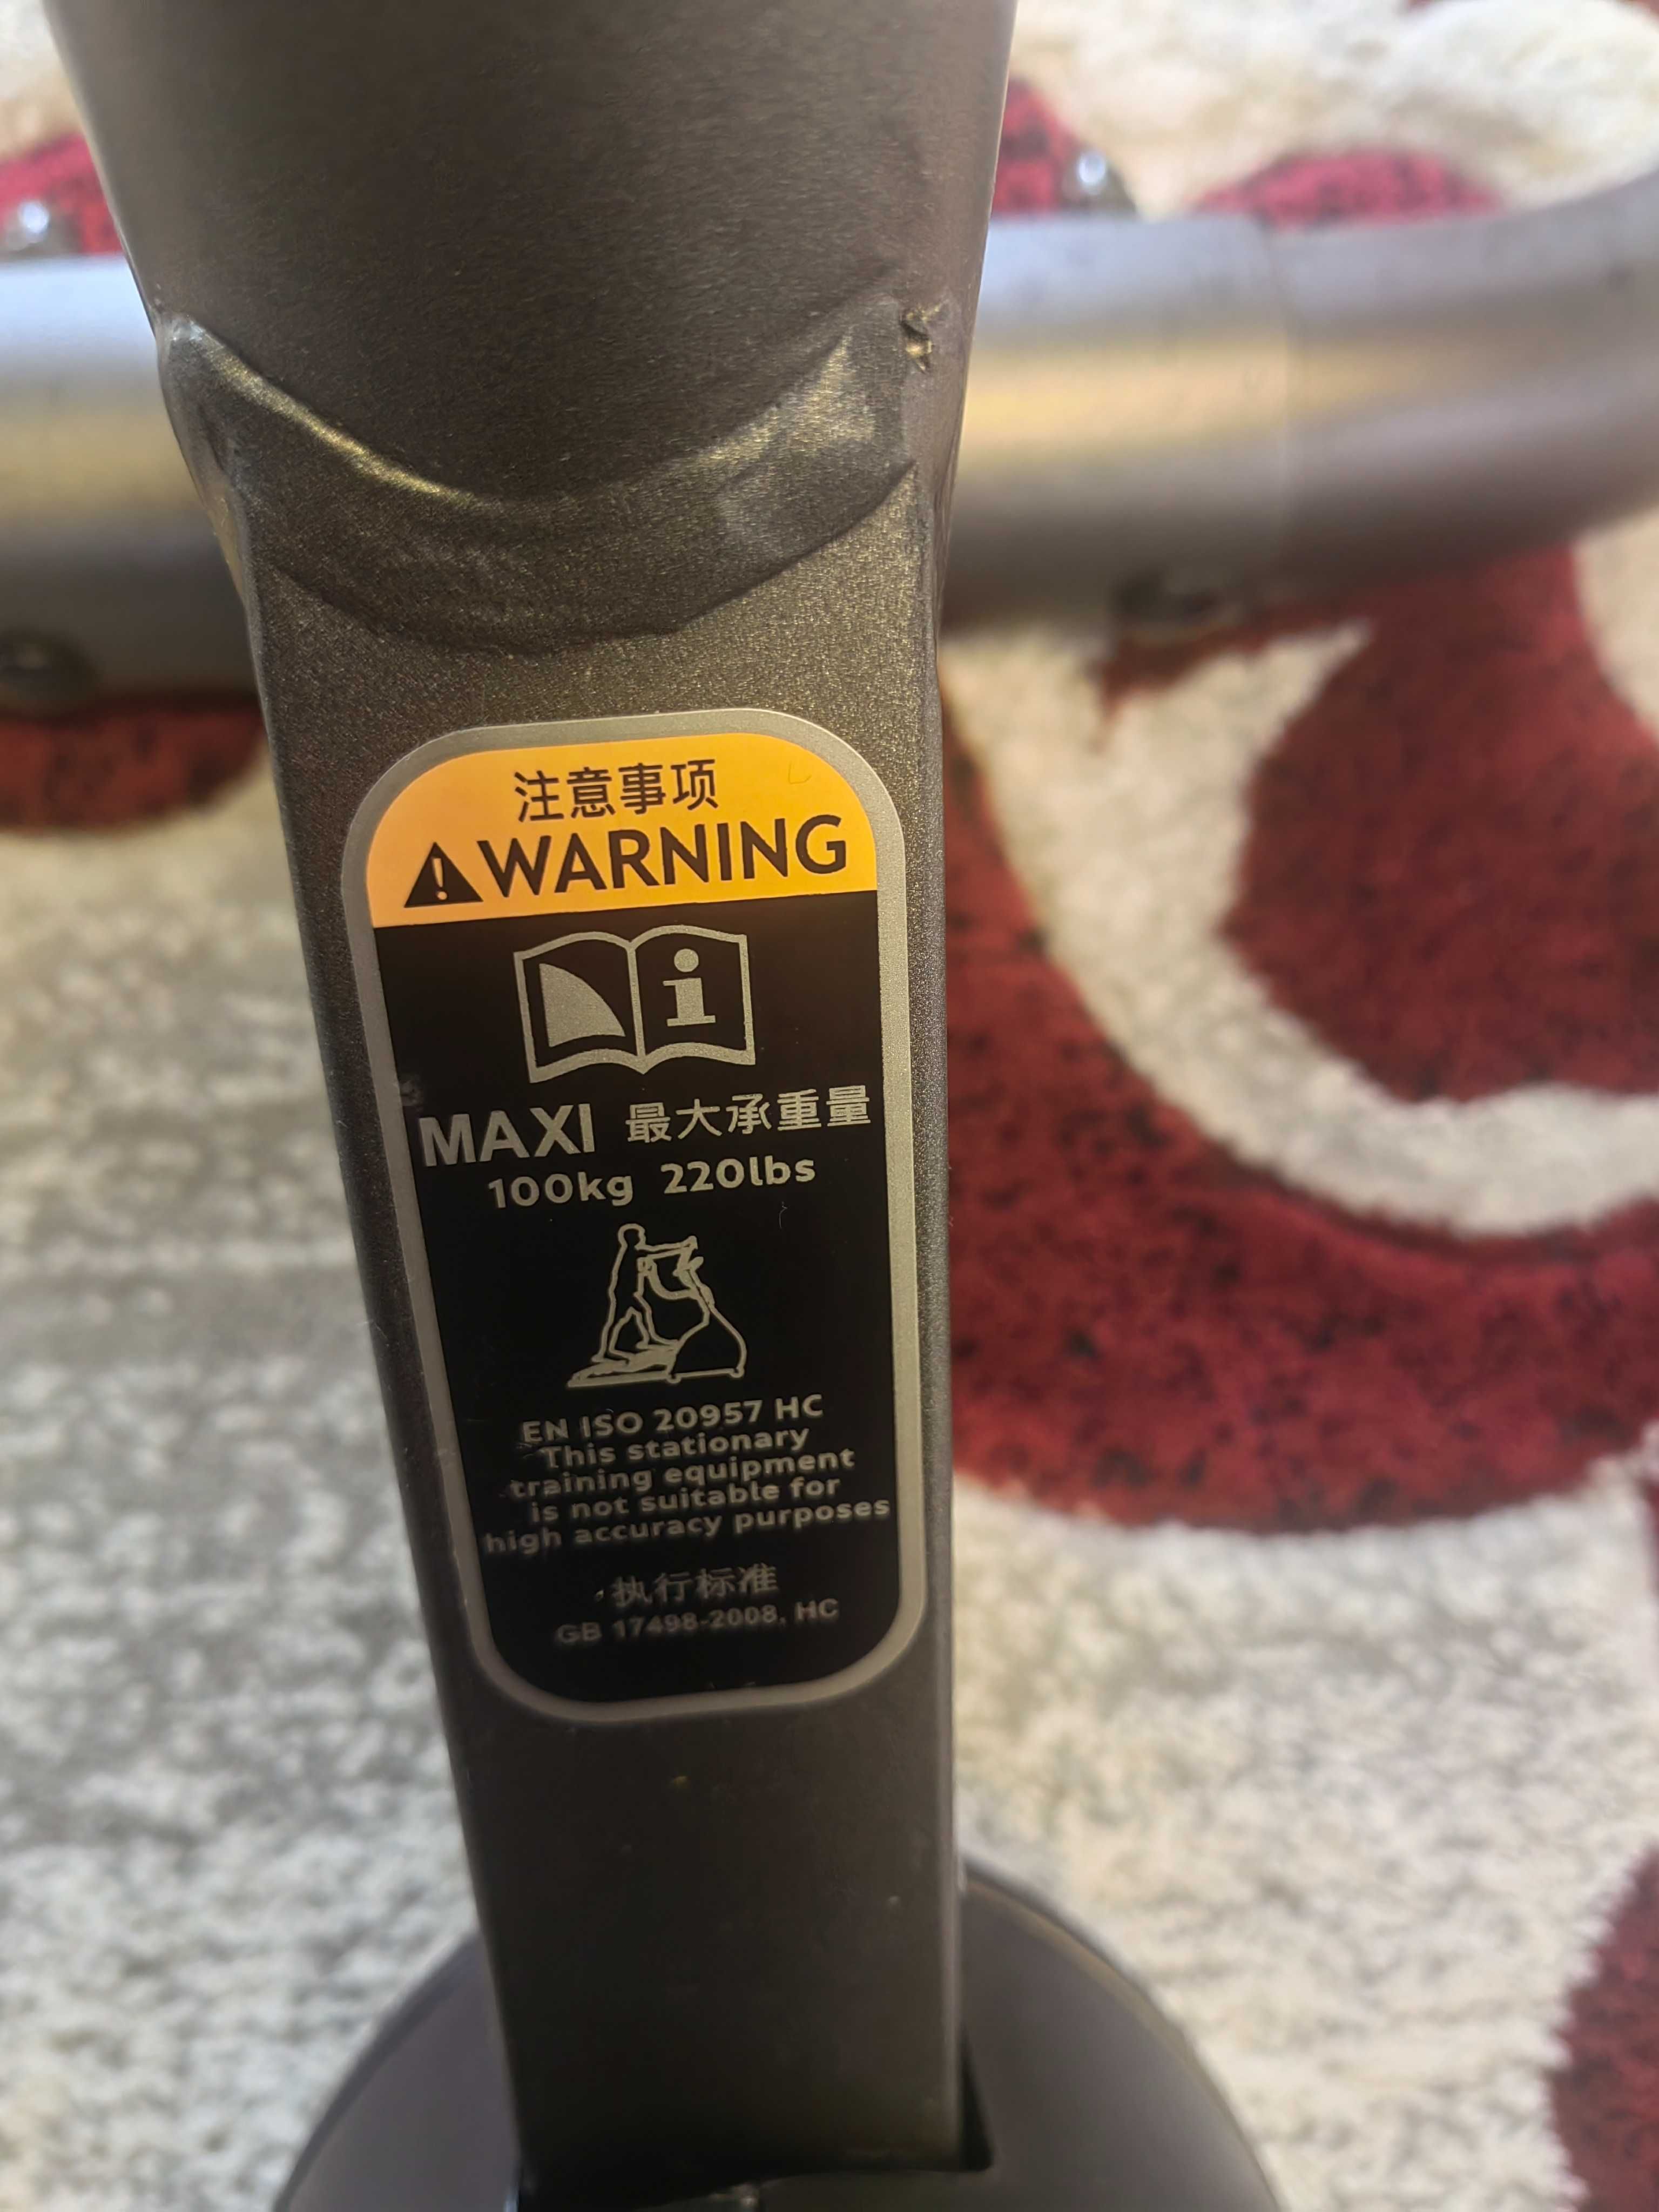 注意事项
WARNING
MAXI 最大承重量
100kg 220lbs
EN ISO 20957 HC
This stationary
training equipment
is not suitable for
high accuracy purposes
执行标准
GB 17498-2008, HC